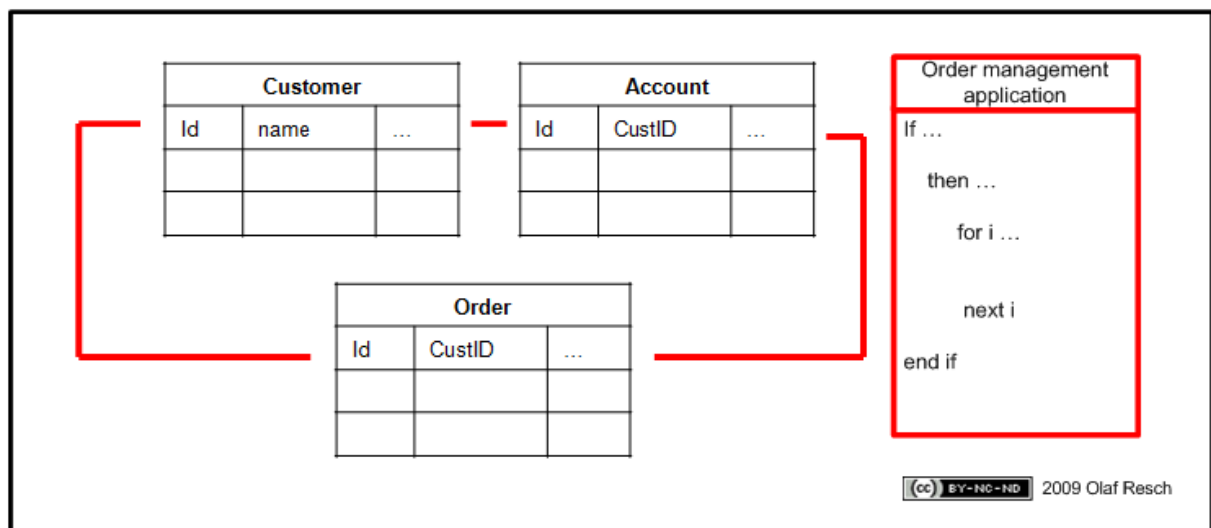 Customer
Id name ...
Account
Id CustID ...
Order
Id CustID ...
Order management
application
If ...
then ...
for i ...
next i
end if
(cc) BY-NC-ND 2009 Olaf Resch